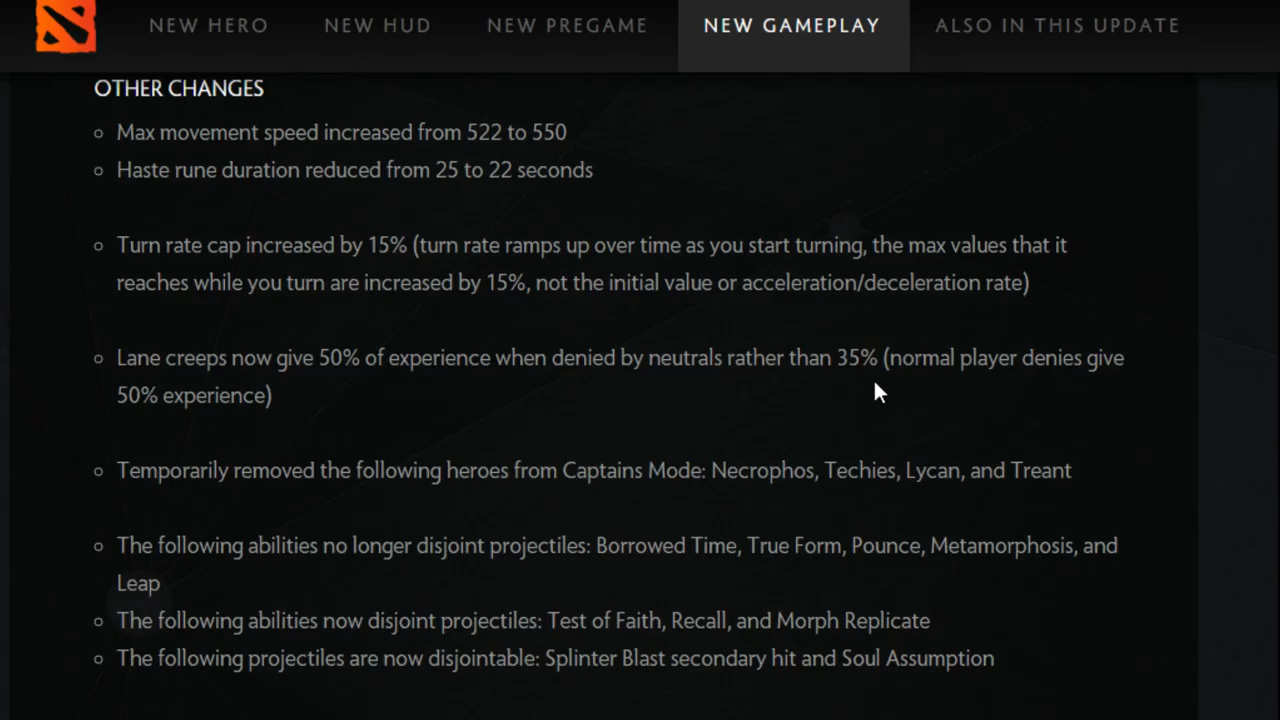 NEW HERO NEW HUD NEW PREGAME NEW GAMEPLAY ALSO IN THIS UPDATE
OTHER CHANGES
Max movement speed increased from 522 to 550
Haste rune duration reduced from 25 to 22 seconds
Turn rate cap increased by 15% (turn rate ramps up over time as you start turning, the max values that it
reaches while you turn are increased by 15%, not the initial value or acceleration/deceleration rate)
Lane creeps now give 50% of experience when denied by neutrals rather than 35% (normal player denies give
50% experience)
Temporarily removed the following heroes from Captains Mode: Necrophos, Techies, Lycan, and Treant
The following abilities no longer disjoint projectiles: Borrowed Time, True Form, Pounce, Metamorphosis, and
Leap
The following abilities now disjoint projectiles: Test of Faith, Recall, and Morph Replicate
The following projectiles are now disjointable: Splinter Blast secondary hit and Soul Assumption